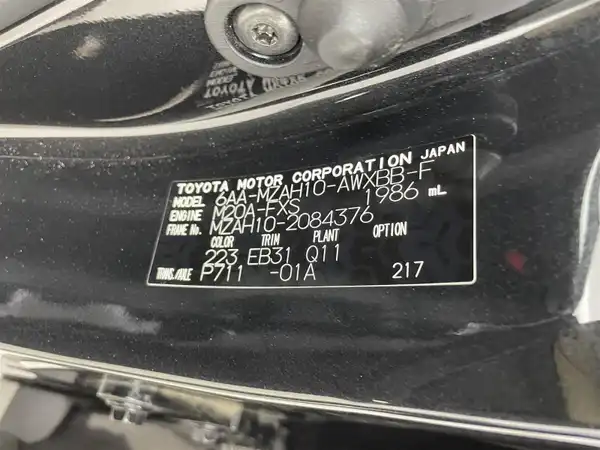 TOYOTA MOTOR CORPORATION JAPAN
MODEL 6AA-MZAH10-AWXBB-F
ENGINE M20A-FXS 1986 mL
FRAME No. MZAH10-2084376
COLOR TRIM PLANT OPTION
223 EB31 Q11
TRANS./AXLE P711 -01A 217